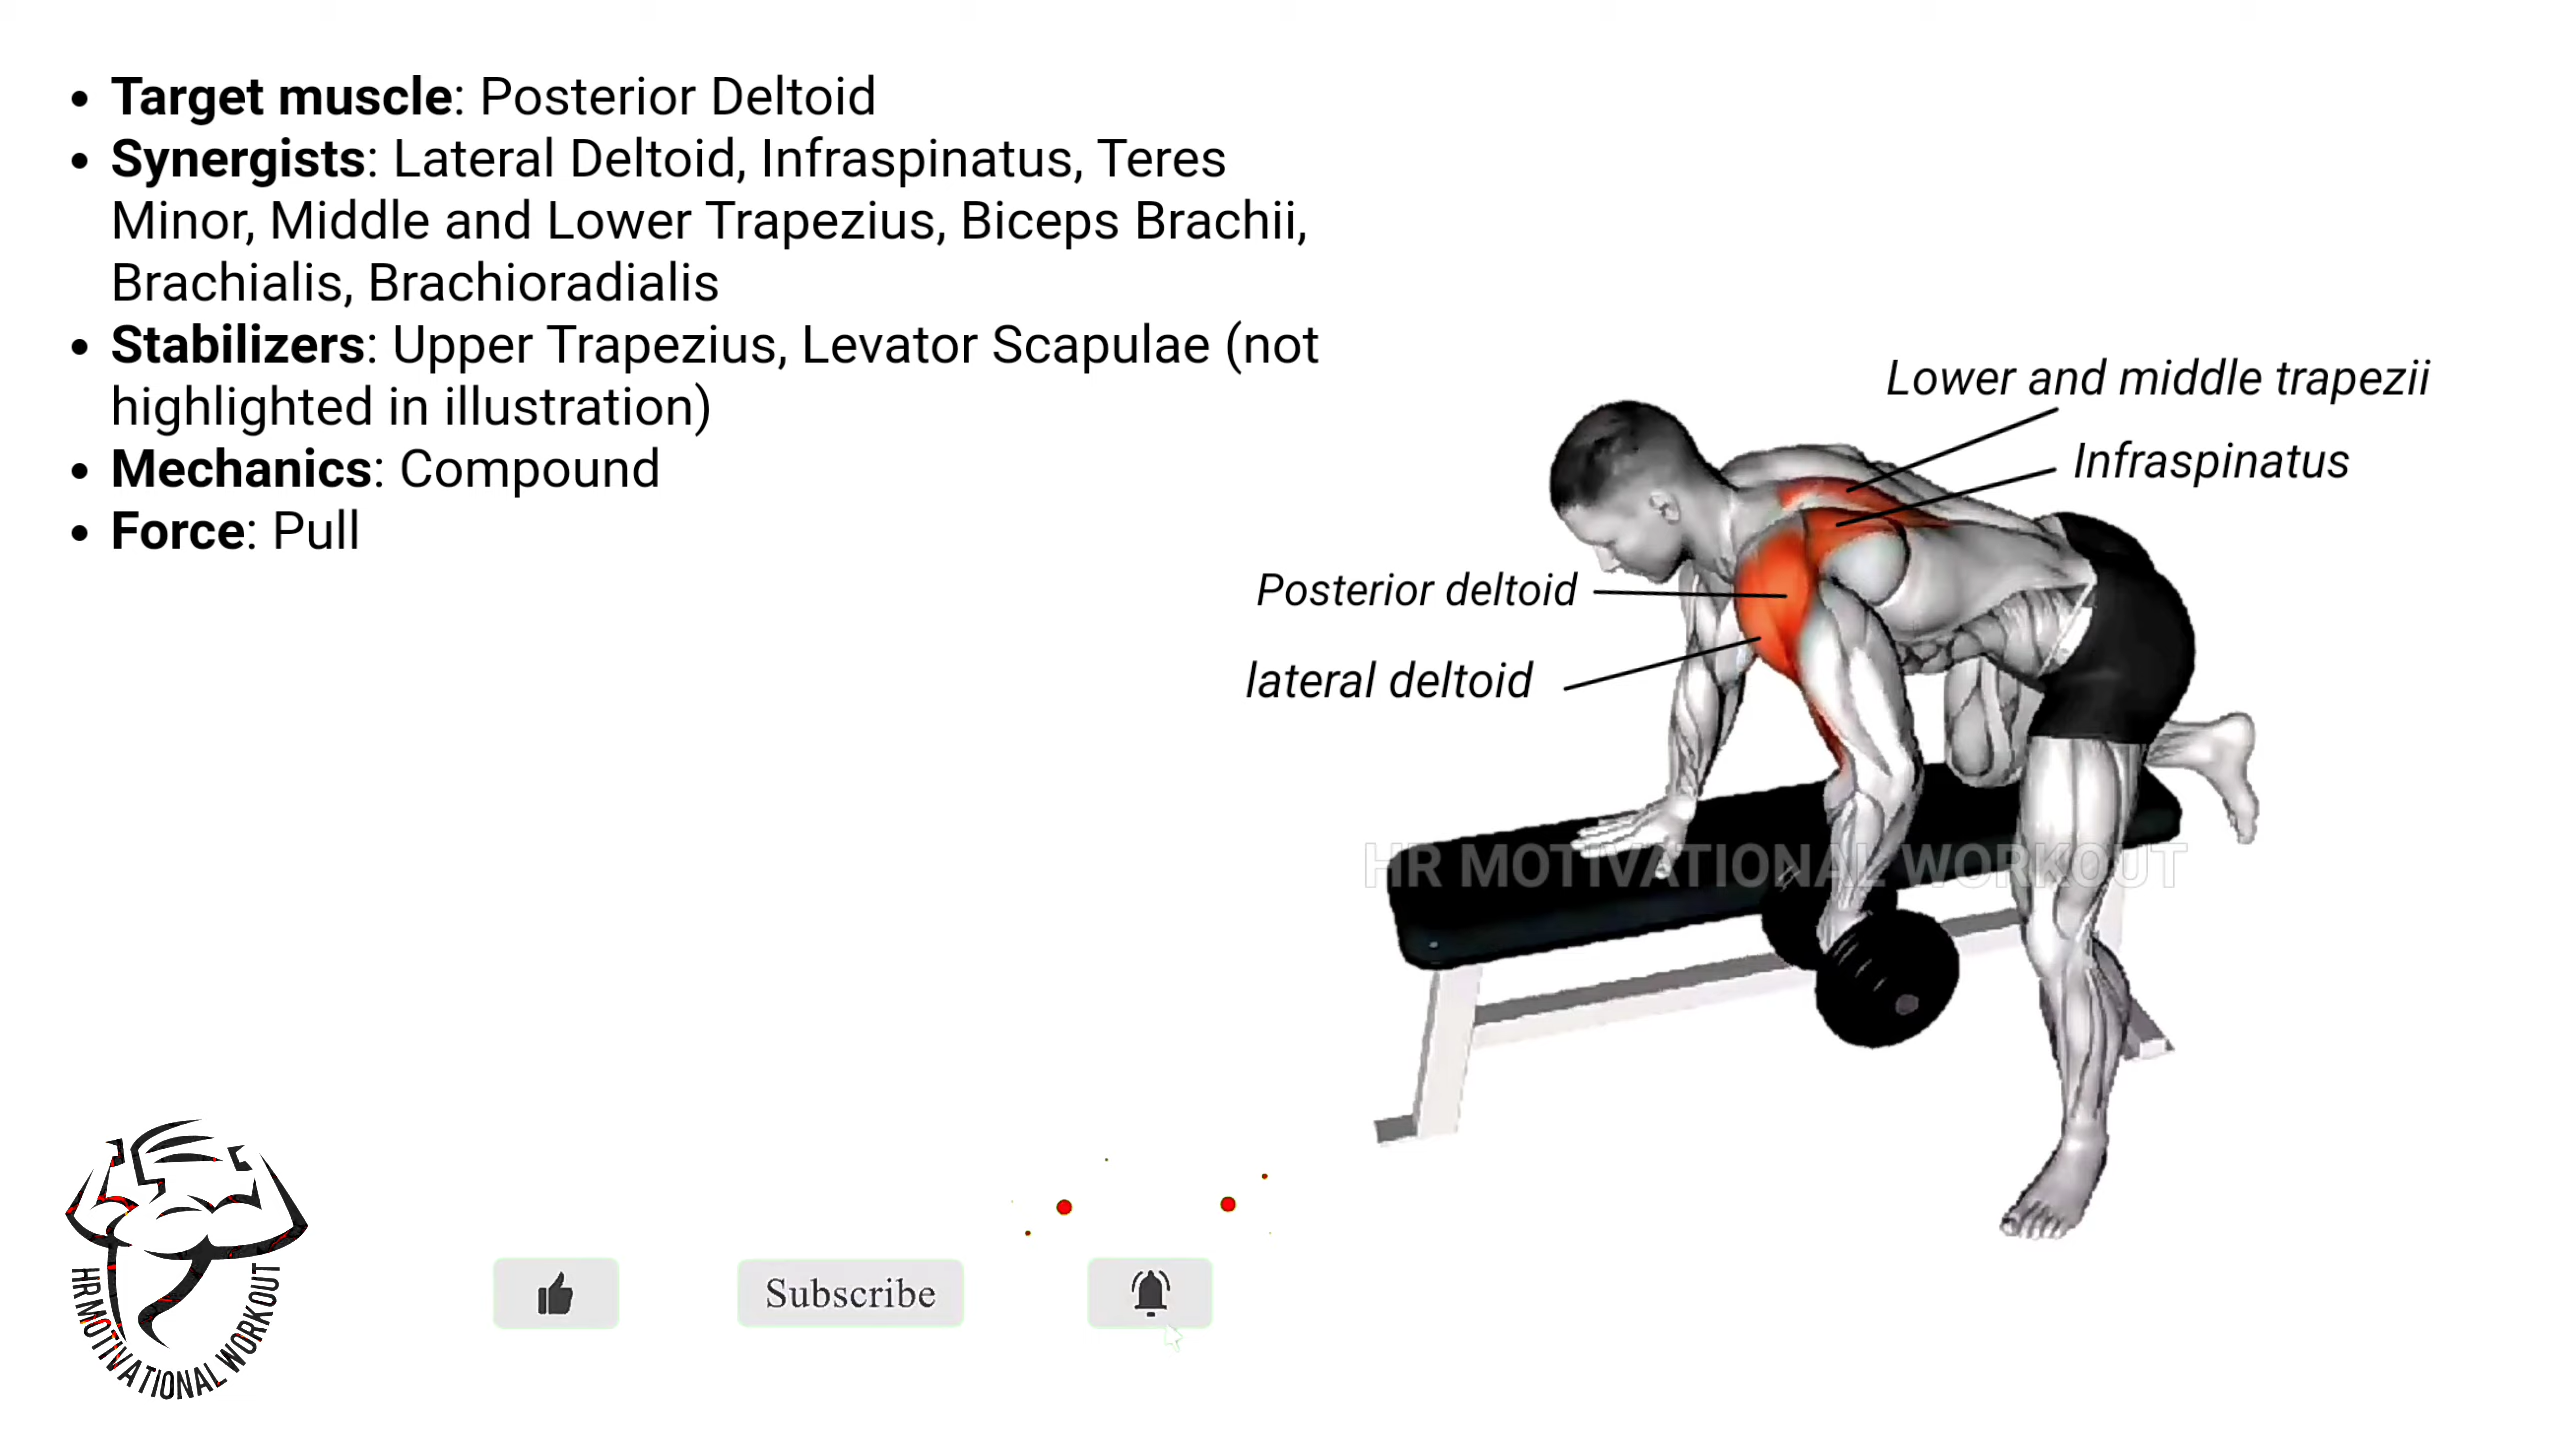 • Target muscle: Posterior Deltoid
• Synergists: Lateral Deltoid, Infraspinatus, Teres
Minor, Middle and Lower Trapezius, Biceps Brachii,
Brachialis, Brachioradialis
• Stabilizers: Upper Trapezius, Levator Scapulae (not
highlighted in illustration)
• Mechanics: Compound
• Force: Pull
Lower and middle trapezii
Infraspinatus
Posterior deltoid
lateral deltoid
HR MOTIVATIONAL WORKOUT
HR MOTIVATIONAL WORKOUT
Subscribe